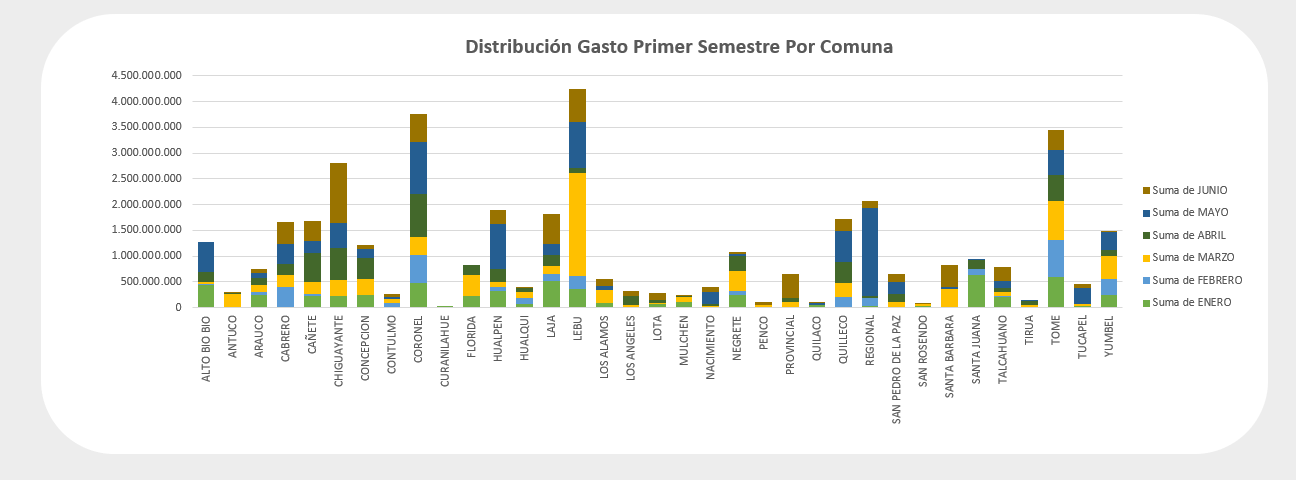 Distribución Gasto Primer Semestre Por Comuna
4.500.000.000
4.000.000.000
3.500.000.000
3.000.000.000
2.500.000.000
2.000.000.000
1.500.000.000
1.000.000.000
500.000.000
0
ALTO BIO BIO
ANTUCO
ARAUCO
CABRERO
CAÑETE
CHIGUAYANTE
CONCEPCION
CONTULMO
CORONEL
CURANILAHUE
FLORIDA
HUALPEN
HUALQUI
LAJA
LEBU
LOS ALAMOS
LOS ANGELES
LOTA
MULCHEN
NACIMIENTO
NEGRETE
PENCO
PROVINCIAL
QUILACO
QUILLECO
REGIONAL
SAN PEDRO DE LA PAZ
SAN ROSENDO
SANTA BARBARA
SANTA JUANA
TALCAHUANO
TIRUA
TOME
TUCAPEL
YUMBEL
Suma de JUNIO
Suma de MAYO
Suma de ABRIL
Suma de MARZO
Suma de FEBRERO
Suma de ENERO